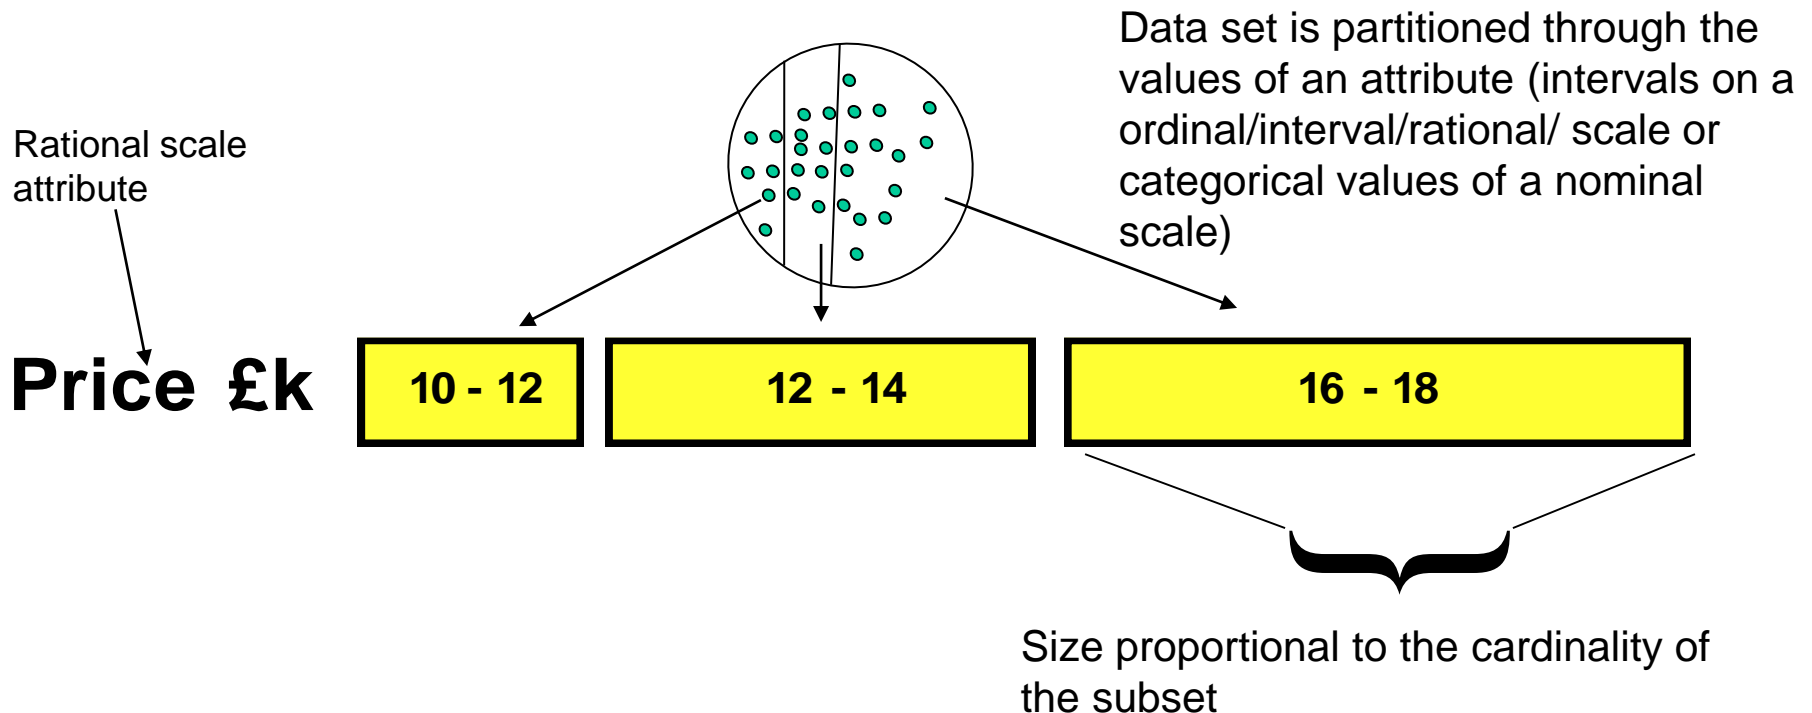 Data set is partitioned through the
values of an attribute (intervals on a
ordinal/interval/rational/ scale or
categorical values of a nominal
scale)
Rational scale
attribute
Price £k
10 - 12
12 - 14
16 - 18
Size proportional to the cardinality of
the subset